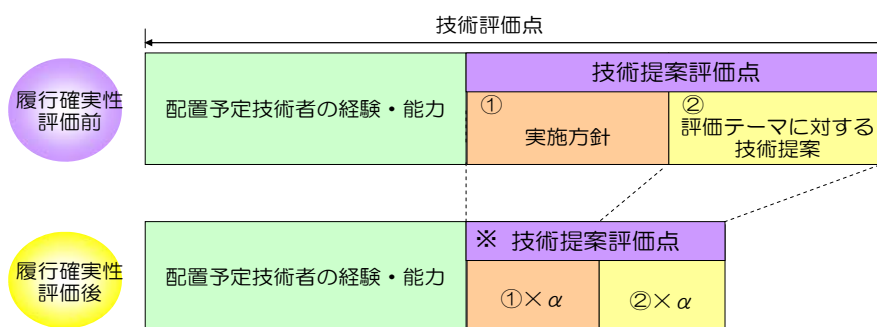 技術評価点
履行確実性
評価前
配置予定技術者の経験・能力
技術提案評価点
①
実施方針
②
評価テーマに対する
技術提案
履行確実性
評価後
配置予定技術者の経験・能力
※ 技術提案評価点
①×α
②×α